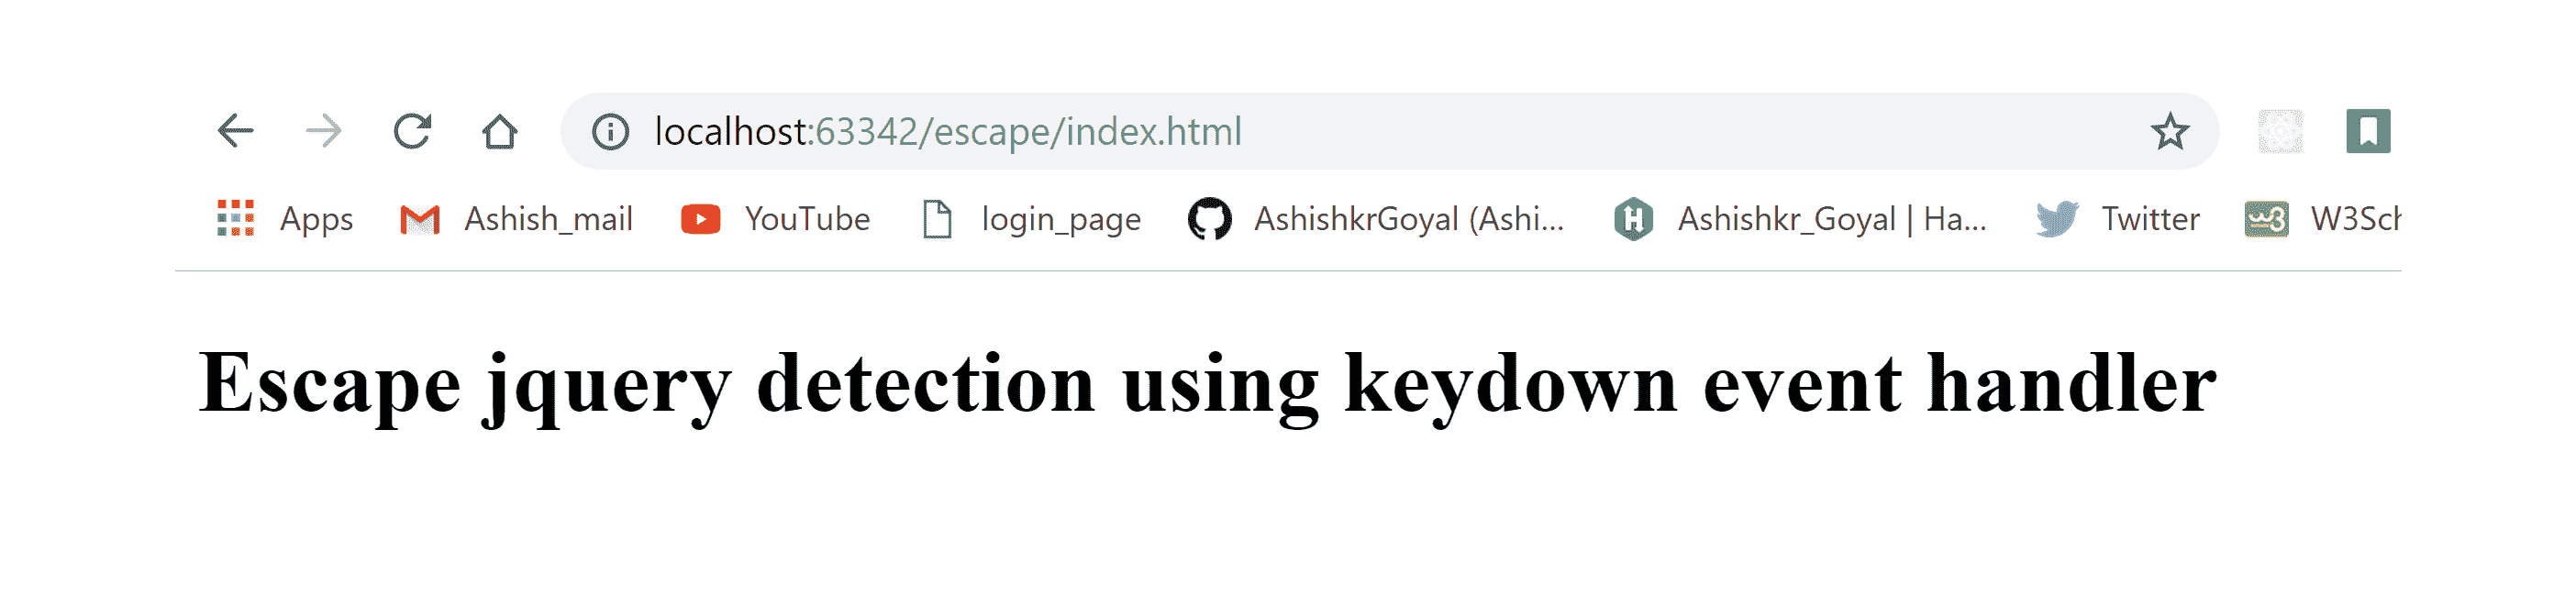 localhost:63342/escape/index.html
Apps Ashish_mail YouTube login_page AshishkrGoyal (Ashi... Ashishkr_Goyal | Ha... Twitter W3Sch
Escape jquery detection using keydown event handler